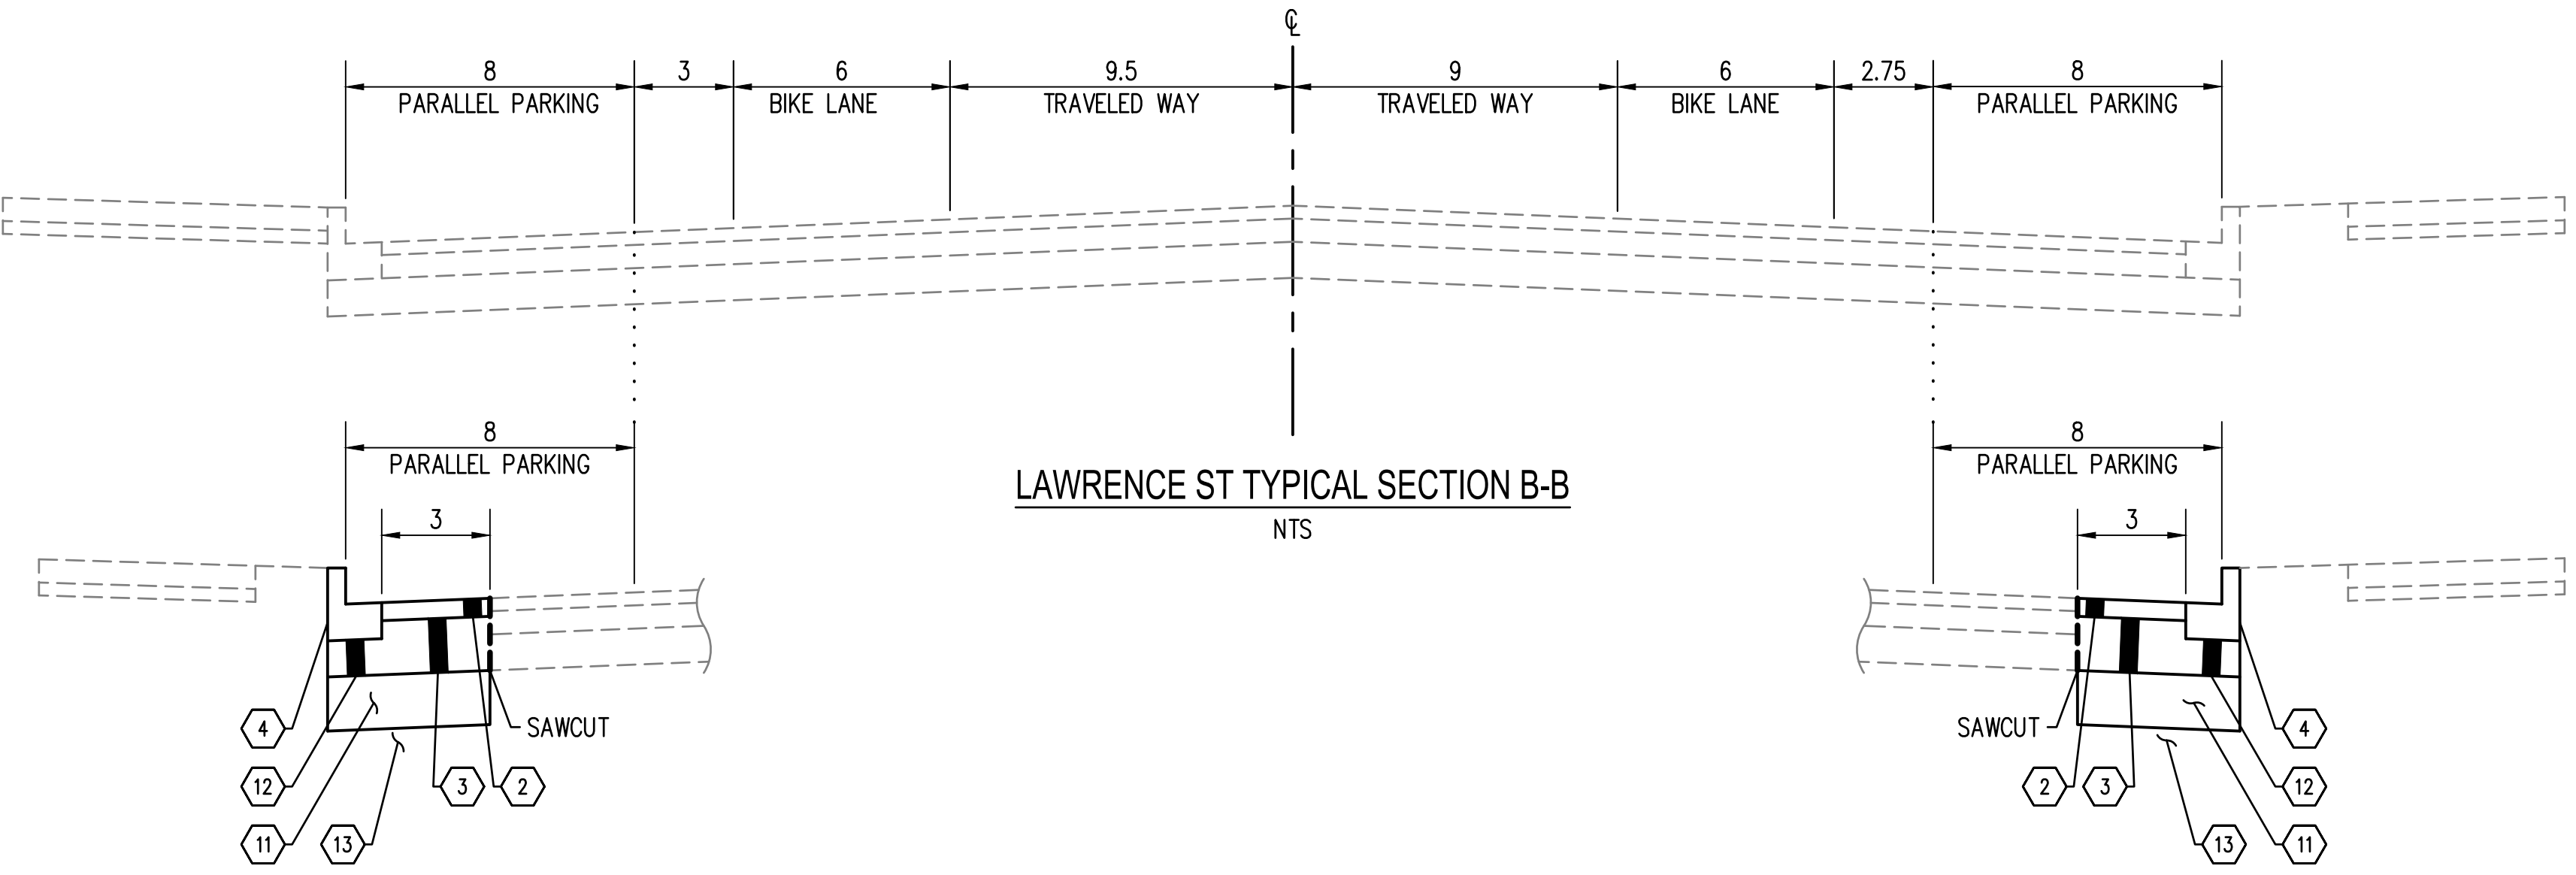 ℄
8 3 6 9.5 9 6 2.75 8
PARALLEL PARKING BIKE LANE TRAVELED WAY TRAVELED WAY BIKE LANE PARALLEL PARKING
8 8
PARALLEL PARKING PARALLEL PARKING
LAWRENCE ST TYPICAL SECTION B-B
NTS
3 3
SAWCUT SAWCUT
4 4
12 3 2 2 3 12
11 13 13 11